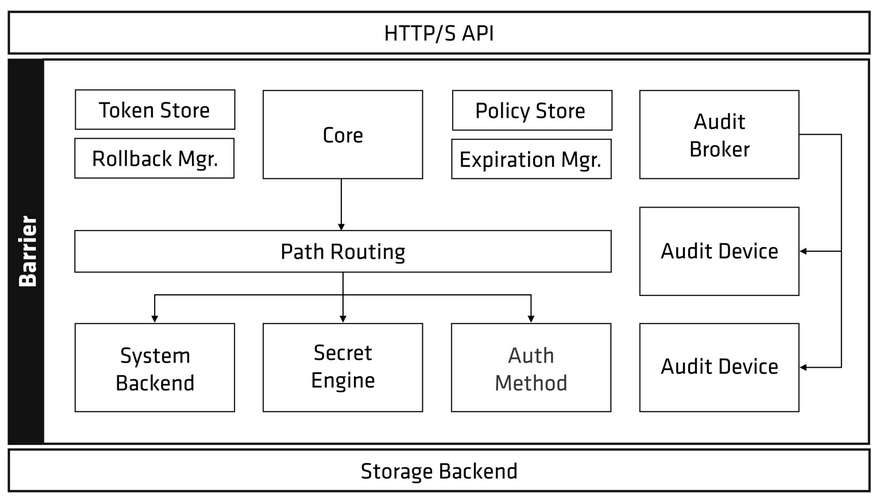 HTTP/S API
Barrier
Token Store
Rollback Mgr.
Core
Policy Store
Expiration Mgr.
Audit
Broker
Path Routing
Audit Device
System
Backend
Secret
Engine
Auth
Method
Audit Device
Storage Backend